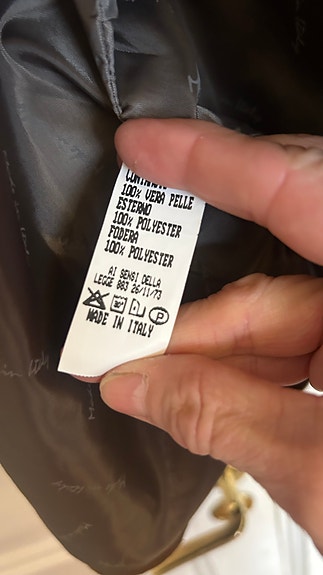 100% VERA PELLE
ESTERNO
100% POLYESTER
FODERA
100% POLYESTER
AI SENSI DELLA
LEGGE 883 26/11/73
P
MADE IN ITALY